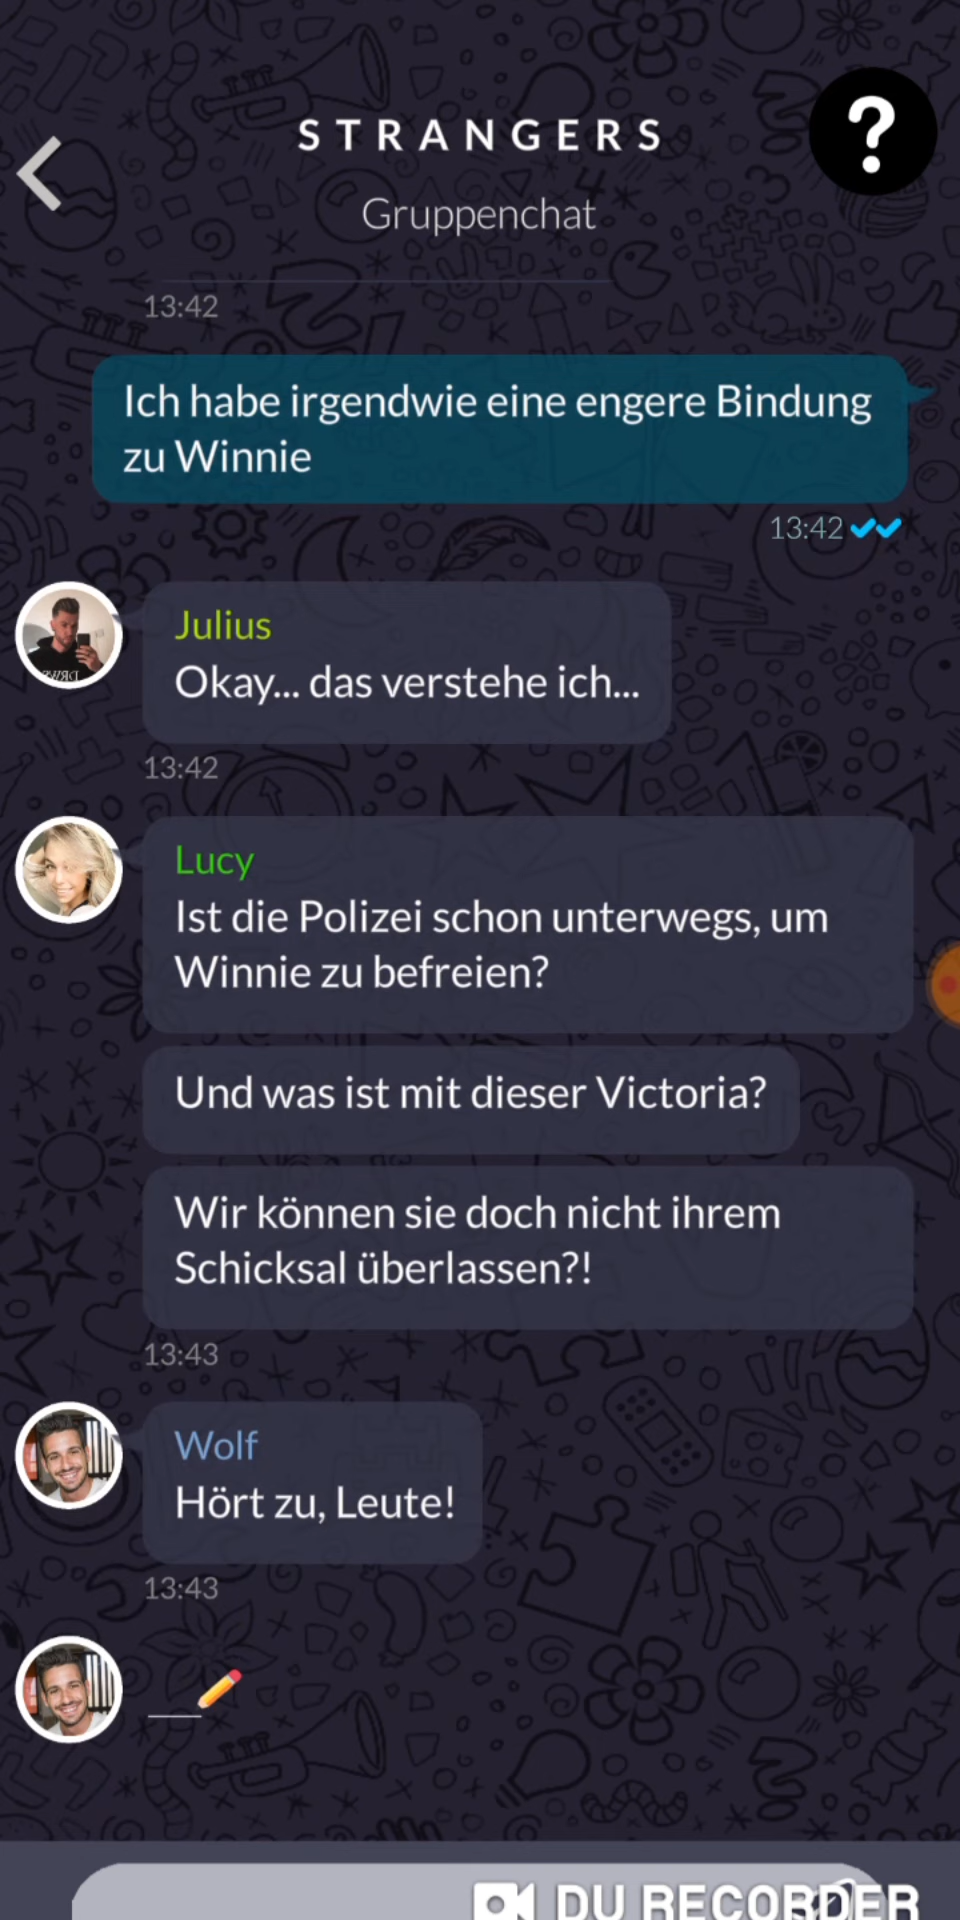 STRANGERS
Gruppenchat
13:42
Ich habe irgendwie eine engere Bindung
zu Winnie
13:42
Julius
Okay... das verstehe ich...
13:42
Lucy
Ist die Polizei schon unterwegs, um
Winnie zu befreien?
Und was ist mit dieser Victoria?
Wir können sie doch nicht ihrem
Schicksal überlassen?!
13:43
Wolf
Hört zu, Leute!
13:43
DU RECORDER